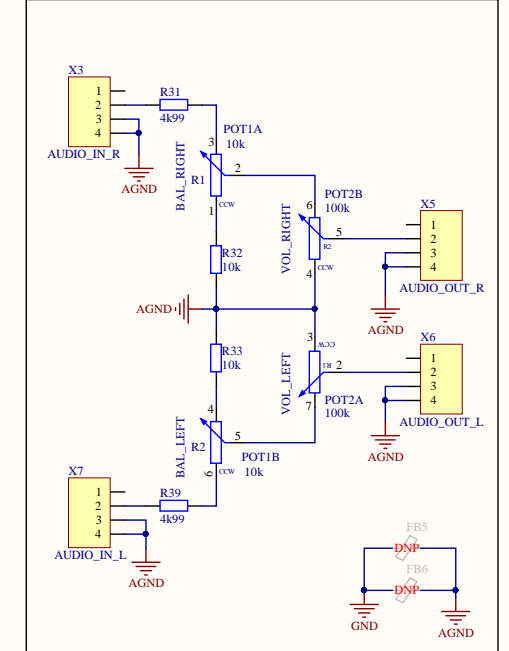 X3
1
2
3
4
AUDIO_IN_R
AGND
R31
4k99
POT1A
10k
3
2
1
CCW
R1
BAL_RIGHT
POT2B
100k
6
5
4
CCW
R2
VOL_RIGHT
X5
1
2
3
4
AUDIO_OUT_R
AGND
R32
10k
AGND
R33
10k
3
CCW
R1
2
7
VOL_LEFT
POT2A
100k
X6
1
2
3
4
AUDIO_OUT_L
AGND
4
5
6
CCW
R2
BAL_LEFT
POT1B
10k
X7
1
2
3
4
AUDIO_IN_L
AGND
R39
4k99
FB5
DNP
FB6
DNP
GND
AGND